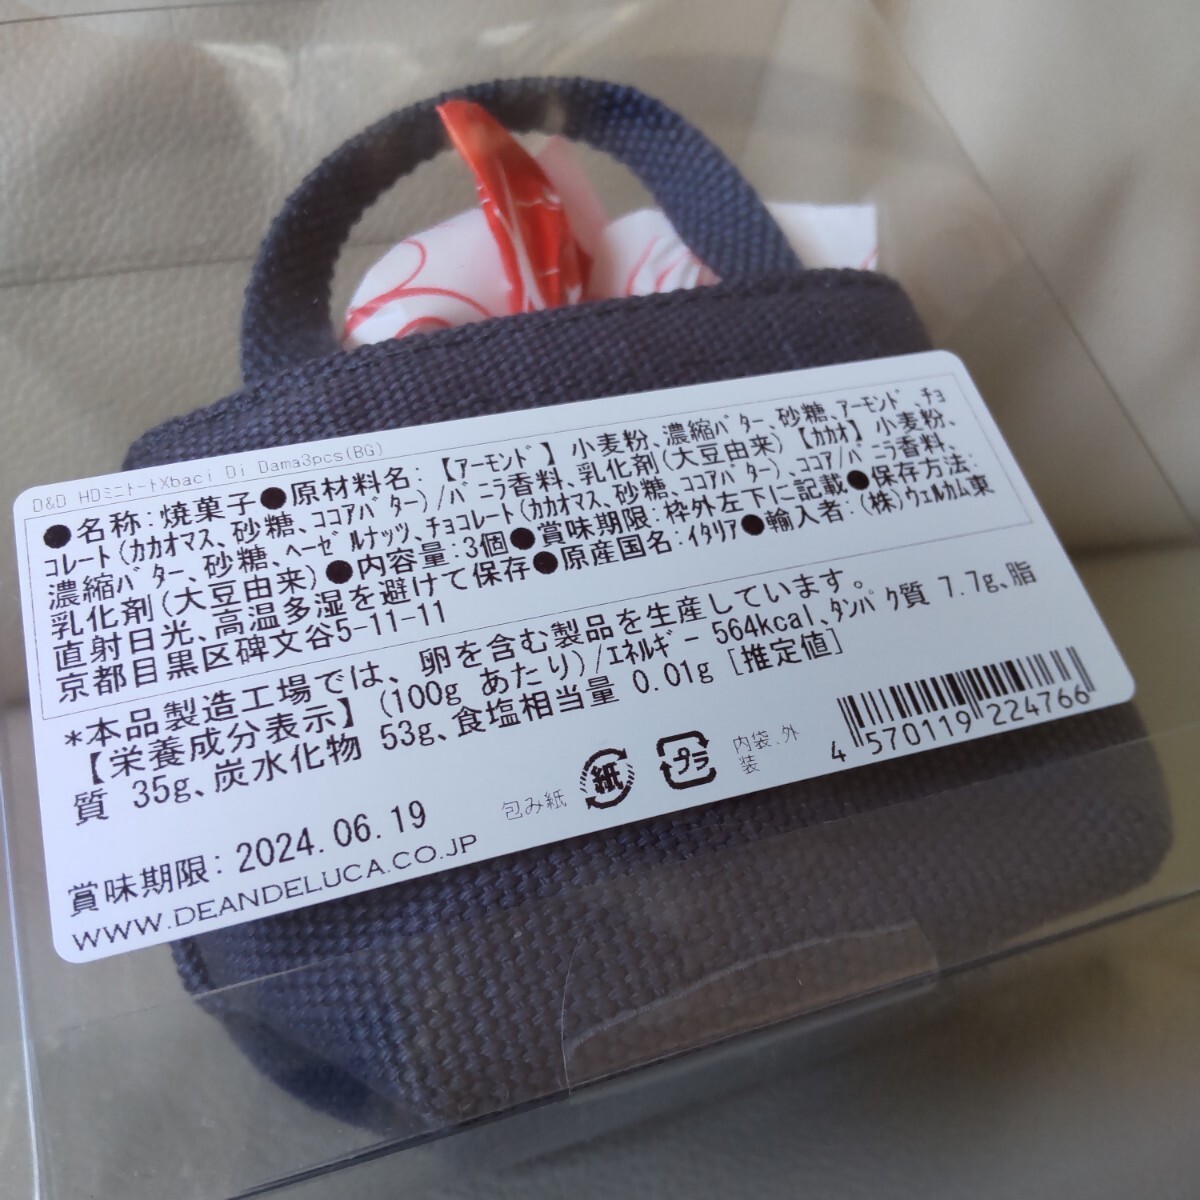 D&D HDミニトートXbaci Di Dama3pcs(BG)
●名称:焼菓子●原材料名:【アーモンド】小麦粉、濃縮バター、砂糖、アーモンド、チョ
コレート(カカオマス、砂糖、ココアバター)/バニラ香料、乳化剤(大豆由来)【カカオ】小麦粉、
濃縮バター、砂糖、ヘーゼルナッツ、チョコレート(カカオマス、砂糖、ココアバター)、ココア/バニラ香料、
乳化剤(大豆由来)●内容量:3個●賞味期限:枠外左下に記載●保存方法:
直射日光、高温多湿を避けて保存●原産国名:イタリア●輸入者:(株)ウェルカム東
京都目黒区碑文谷5-11-11
*本品製造工場では、卵を含む製品を生産しています。
【栄養成分表示】(100g あたり)/エネルギー 564kcal、タンパク質 7.7g、脂
質 35g、炭水化物 53g、食塩相当量 0.01g [推定値]
賞味期限: 2024.06.19
包み紙
紙
プラ
内袋、外
装
4 570119 224766
WWW.DEANDELUCA.CO.JP